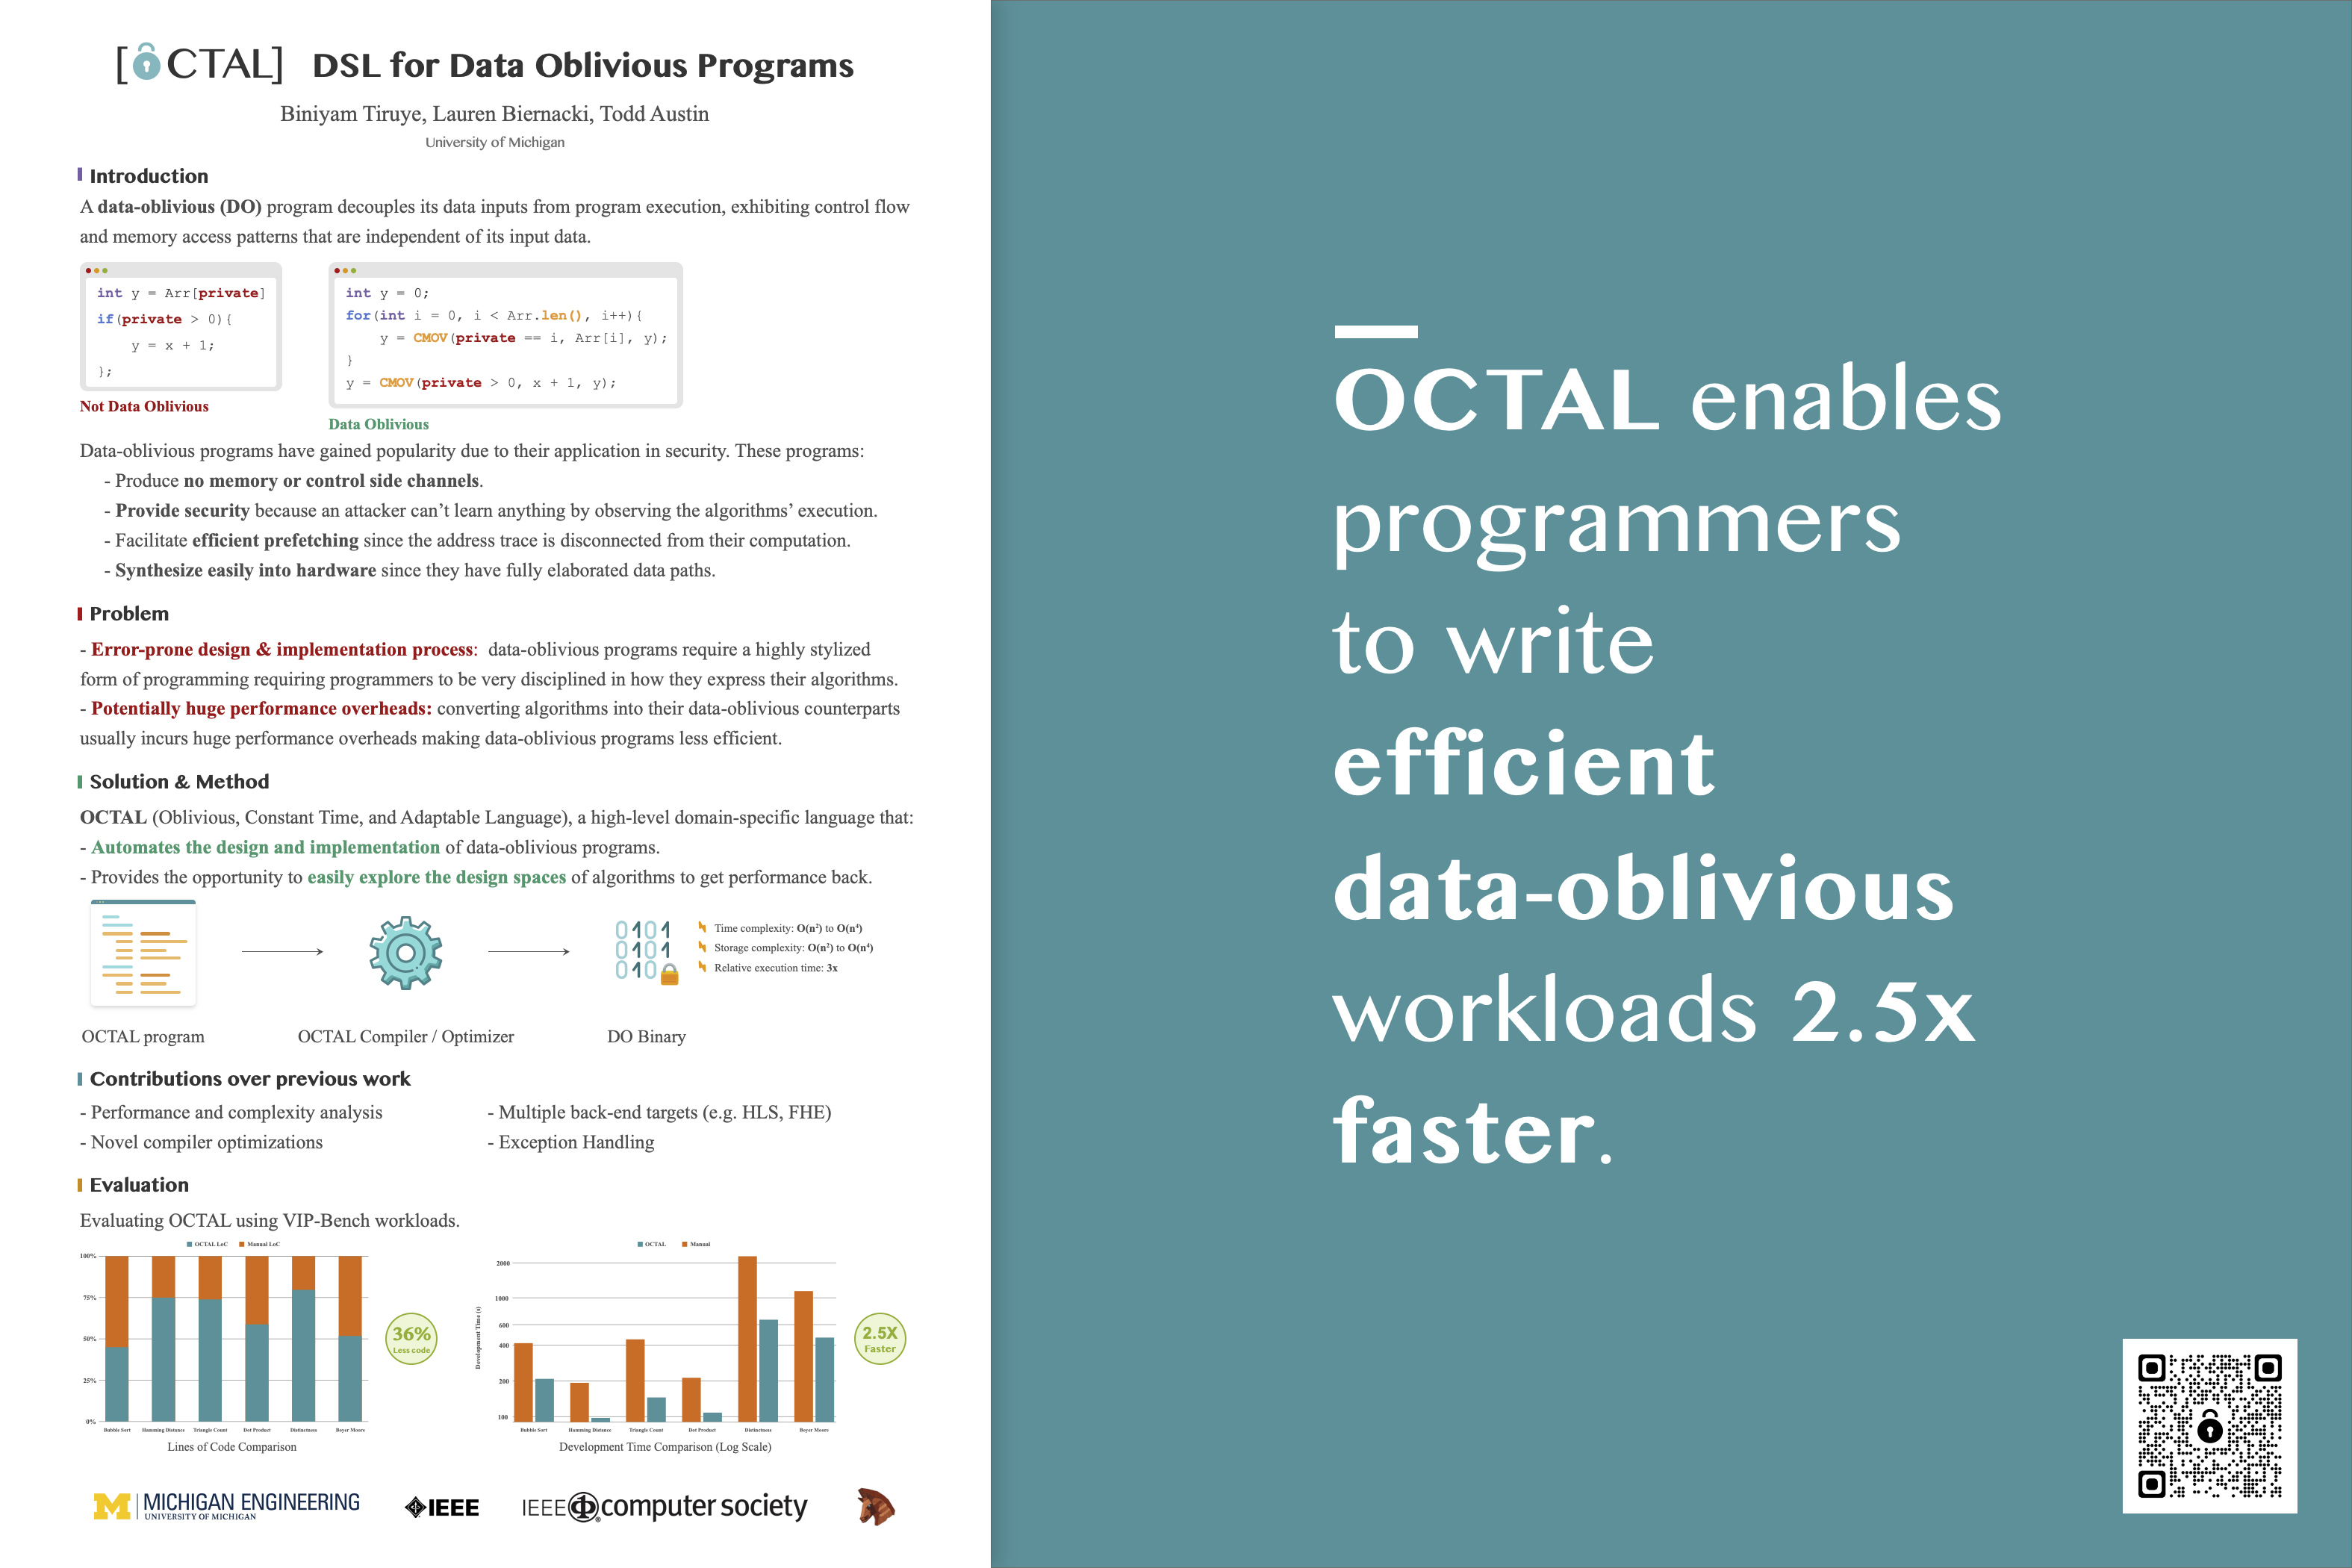 [OCTAL] DSL for Data Oblivious Programs
Biniyam Tiruye, Lauren Biernacki, Todd Austin
University of Michigan
Introduction
A data-oblivious (DO) program decouples its data inputs from program execution, exhibiting control flow
and memory access patterns that are independent of its input data.
int y = Arr[private]
if(private > 0){
y = x + 1;
};
Not Data Oblivious
int y = 0;
for(int i = 0, i < Arr.len(), i++){
y = CMOV(private == i, Arr[i], y);
}
y = CMOV(private > 0, x + 1, y);
Data Oblivious
Data-oblivious programs have gained popularity due to their application in security. These programs:
- Produce no memory or control side channels.
- Provide security because an attacker can’t learn anything by observing the algorithms’ execution.
- Facilitate efficient prefetching since the address trace is disconnected from their computation.
- Synthesize easily into hardware since they have fully elaborated data paths.
Problem
- Error-prone design & implementation process: data-oblivious programs require a highly stylized
form of programming requiring programmers to be very disciplined in how they express their algorithms.
- Potentially huge performance overheads: converting algorithms into their data-oblivious counterparts
usually incurs huge performance overheads making data-oblivious programs less efficient.
Solution & Method
OCTAL (Oblivious, Constant Time, and Adaptable Language), a high-level domain-specific language that:
- Automates the design and implementation of data-oblivious programs.
- Provides the opportunity to easily explore the design spaces of algorithms to get performance back.
0101
0101
010
Time complexity: O(n²) to O(n⁴)
Storage complexity: O(n²) to O(n⁴)
Relative execution time: 3x
OCTAL program
OCTAL Compiler / Optimizer
DO Binary
Contributions over previous work
- Performance and complexity analysis
- Multiple back-end targets (e.g. HLS, FHE)
- Novel compiler optimizations
- Exception Handling
Evaluation
Evaluating OCTAL using VIP-Bench workloads.
OCTAL LoC Manual LoC
100%
75%
50%
25%
0%
Bubble Sort Hamming Distance Triangle Count Dot Product Distinctness Boyer Moore
Lines of Code Comparison
36%
Less code
OCTAL Manual
Development Time (s)
2000
1000
600
400
200
100
Bubble Sort Hamming Distance Triangle Count Dot Product Distinctness Boyer Moore
Development Time Comparison (Log Scale)
2.5X
Faster
M MICHIGAN ENGINEERING
UNIVERSITY OF MICHIGAN
IEEE
IEEE computer society
OCTAL enables
programmers
to write
efficient
data-oblivious
workloads 2.5x
faster.